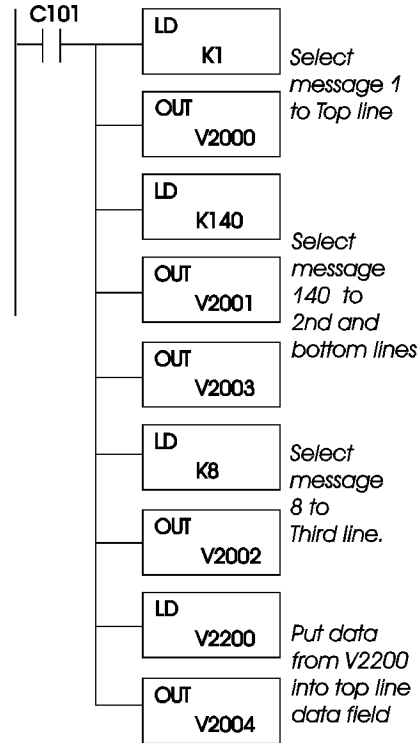 C101
LD
K1
Select
message 1
to Top line
OUT
V2000
LD
K140
Select
message
140 to
2nd and
bottom lines
OUT
V2001
OUT
V2003
LD
K8
Select
message
8 to
Third line.
OUT
V2002
LD
V2200
Put data
from V2200
into top line
data field
OUT
V2004